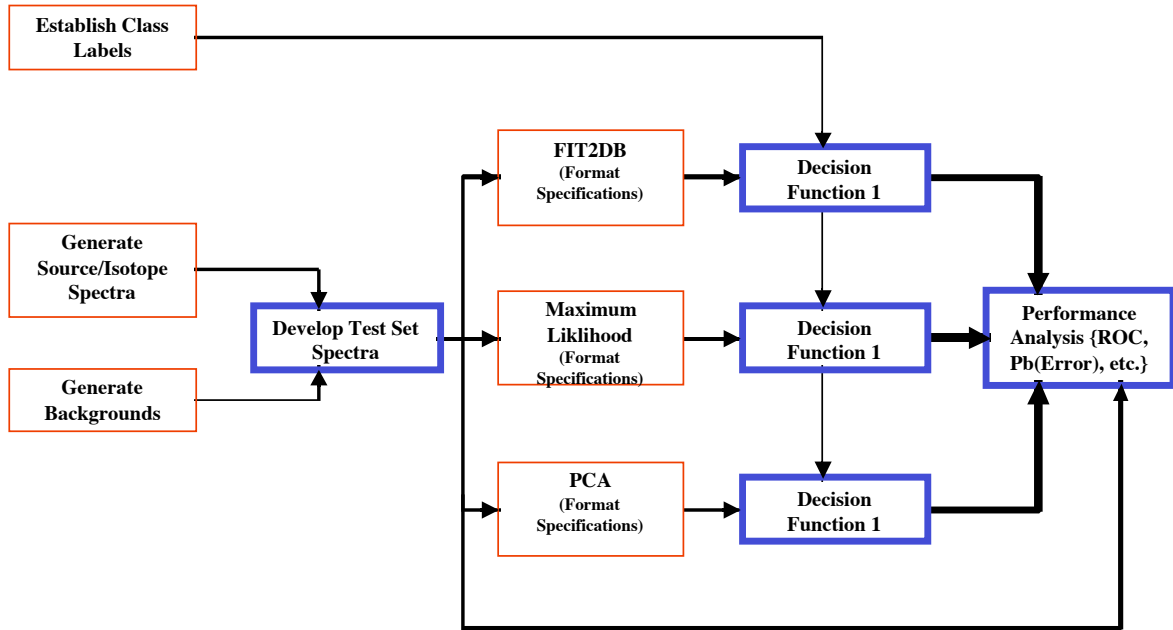 Establish Class
Labels
FIT2DB
(Format
Specifications)
Decision
Function 1
Generate
Source/Isotope
Spectra
Develop Test Set
Spectra
Maximum
Liklihood
(Format
Specifications)
Decision
Function 1
Performance
Analysis {ROC,
Pb(Error), etc.}
Generate
Backgrounds
PCA
(Format
Specifications)
Decision
Function 1